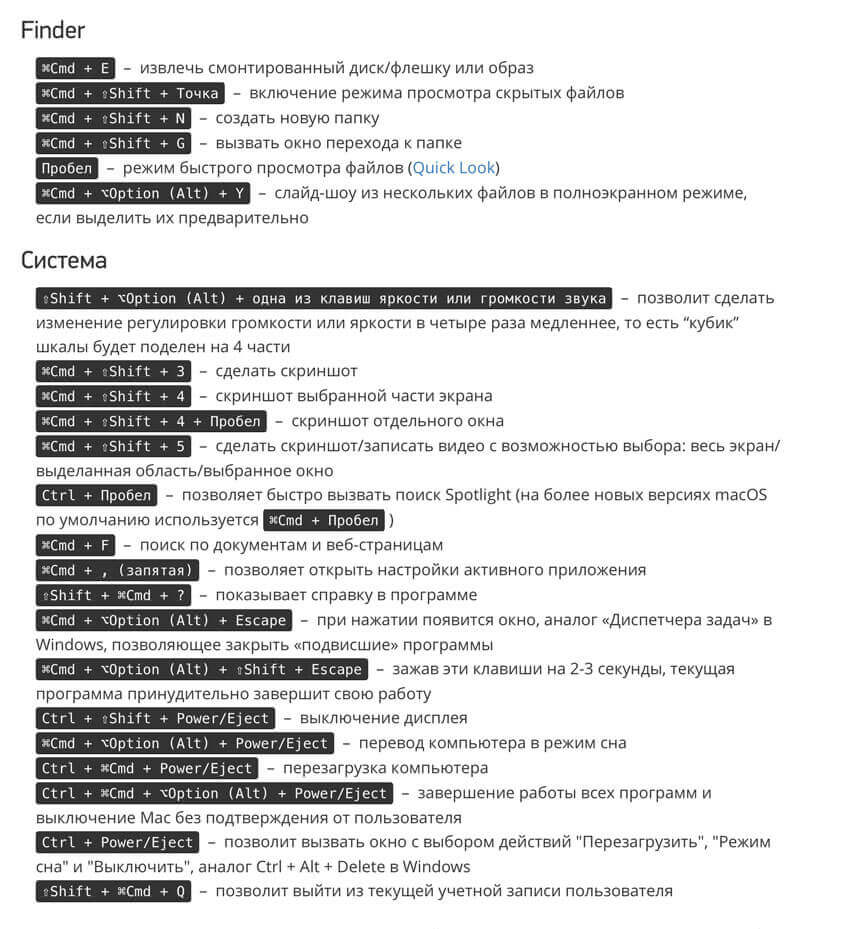 Finder
⌘Cmd + E – извлечь смонтированный диск/флешку или образ
⌘Cmd + ⇧Shift + Точка – включение режима просмотра скрытых файлов
⌘Cmd + ⇧Shift + N – создать новую папку
⌘Cmd + ⇧Shift + G – вызвать окно перехода к папке
Пробел – режим быстрого просмотра файлов (Quick Look)
⌘Cmd + ⌥Option (Alt) + Y – слайд-шоу из нескольких файлов в полноэкранном режиме,
если выделить их предварительно
Система
⇧Shift + ⌥Option (Alt) + одна из клавиш яркости или громкости звука – позволит сделать
изменение регулировки громкости или яркости в четыре раза медленнее, то есть “кубик”
шкалы будет поделен на 4 части
⌘Cmd + ⇧Shift + 3 – сделать скриншот
⌘Cmd + ⇧Shift + 4 – скриншот выбранной части экрана
⌘Cmd + ⇧Shift + 4 + Пробел – скриншот отдельного окна
⌘Cmd + ⇧Shift + 5 – сделать скриншот/записать видео с возможностью выбора: весь экран/
выделанная область/выбранное окно
Ctrl + Пробел – позволяет быстро вызвать поиск Spotlight (на более новых версиях macOS
по умолчанию используется ⌘Cmd + Пробел )
⌘Cmd + F – поиск по документам и веб-страницам
⌘Cmd + , (запятая) – позволяет открыть настройки активного приложения
⇧Shift + ⌘Cmd + ? – показывает справку в программе
⌘Cmd + ⌥Option (Alt) + Escape – при нажатии появится окно, аналог «Диспетчера задач» в
Windows, позволяющее закрыть «подвисшие» программы
⌘Cmd + ⌥Option (Alt) + ⇧Shift + Escape – зажав эти клавиши на 2-3 секунды, текущая
программа принудительно завершит свою работу
Ctrl + ⇧Shift + Power/Eject – выключение дисплея
⌘Cmd + ⌥Option (Alt) + Power/Eject – перевод компьютера в режим сна
Ctrl + ⌘Cmd + Power/Eject – перезагрузка компьютера
Ctrl + ⌘Cmd + ⌥Option (Alt) + Power/Eject – завершение работы всех программ и
выключение Mac без подтверждения от пользователя
Ctrl + Power/Eject – позволит вызвать окно с выбором действий "Перезагрузить", "Режим
сна" и "Выключить", аналог Ctrl + Alt + Delete в Windows
⇧Shift + ⌘Cmd + Q – позволит выйти из текущей учетной записи пользователя